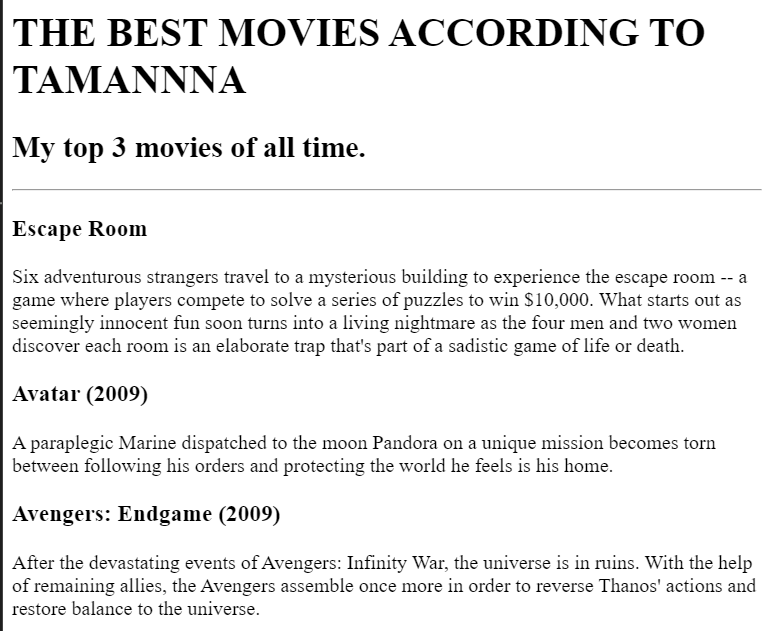 THE BEST MOVIES ACCORDING TO
TAMANNNA
My top 3 movies of all time.
Escape Room
Six adventurous strangers travel to a mysterious building to experience the escape room -- a
game where players compete to solve a series of puzzles to win $10,000. What starts out as
seemingly innocent fun soon turns into a living nightmare as the four men and two women
discover each room is an elaborate trap that's part of a sadistic game of life or death.
Avatar (2009)
A paraplegic Marine dispatched to the moon Pandora on a unique mission becomes torn
between following his orders and protecting the world he feels is his home.
Avengers: Endgame (2009)
After the devastating events of Avengers: Infinity War, the universe is in ruins. With the help
of remaining allies, the Avengers assemble once more in order to reverse Thanos' actions and
restore balance to the universe.